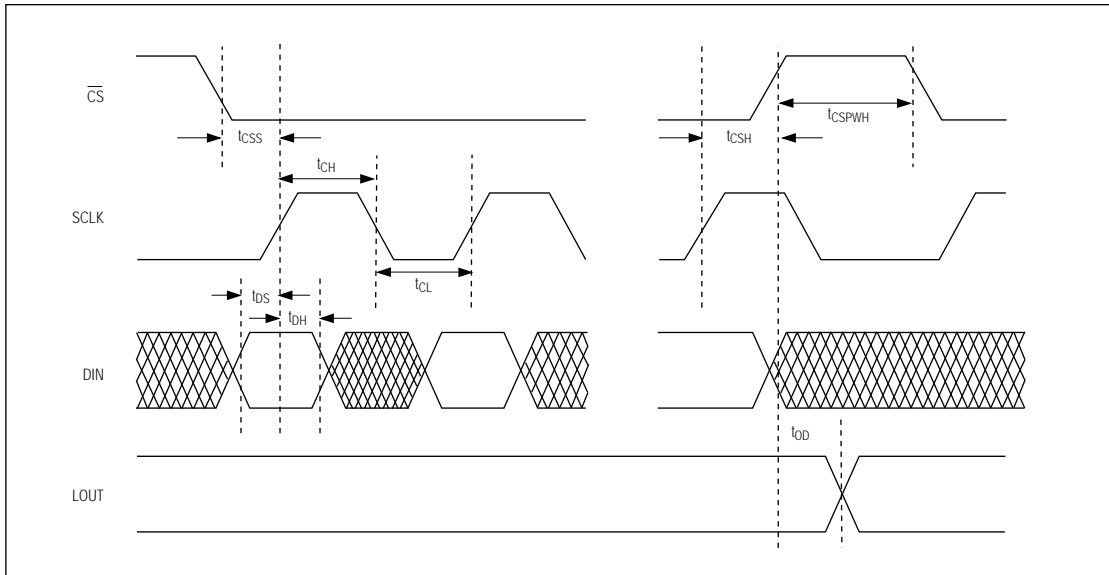 CS
tCSS
tCSH
tCSPWH
tCH
SCLK
tCL
tDS
tDH
DIN
tOD
LOUT